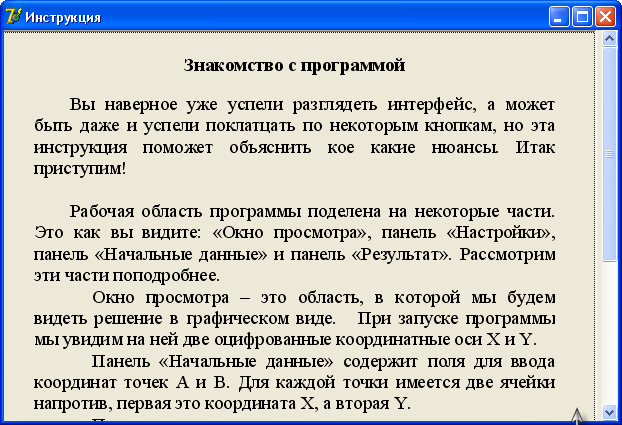 Инструкция
Знакомство с программой
Вы наверное уже успели разглядеть интерфейс, а может
быть даже и успели поклатцать по некоторым кнопкам, но эта
инструкция поможет объяснить кое какие нюансы. Итак
приступим!
Рабочая область программы поделена на некоторые части.
Это как вы видите: «Окно просмотра», панель «Настройки»,
панель «Начальные данные» и панель «Результат». Рассмотрим
эти части поподробнее.
Окно просмотра – это область, в которой мы будем
видеть решение в графическом виде. При запуске программы
мы увидим на ней две оцифрованные координатные оси X и Y.
Панель «Начальные данные» содержит поля для ввода
координат точек А и В. Для каждой точки имеется две ячейки
напротив, первая это координата X, а вторая Y.